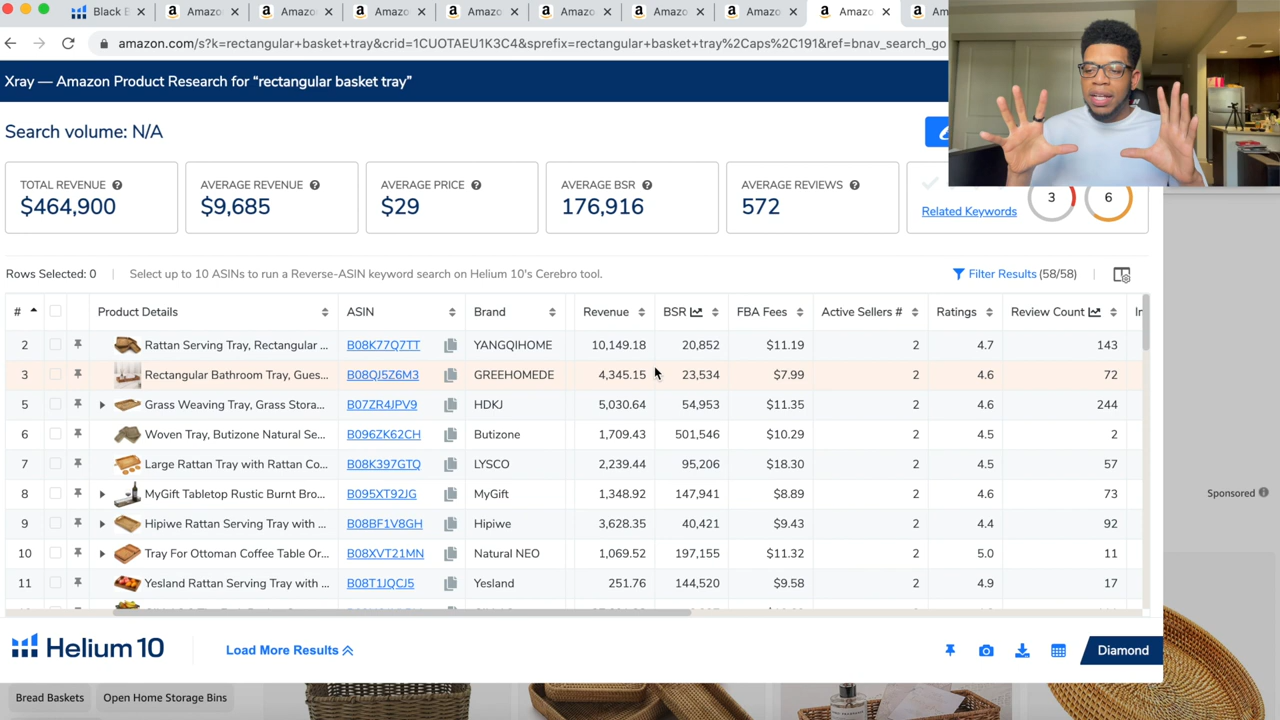 Black B
Amazo
Amazo
Amazo
Amazo
Amazo
Amazo
Amazo
Amazo
Am
amazon.com/s?k=rectangular+basket+tray&crid=1CUOTAEU1K3C4&sprefix=rectangular+basket+tray%2Caps%2C191&ref=bnav_search_go
Xray — Amazon Product Research for “rectangular basket tray”
Search volume: N/A
TOTAL REVENUE
$464,900
AVERAGE REVENUE
$9,685
AVERAGE PRICE
$29
AVERAGE BSR
176,916
AVERAGE REVIEWS
572
Related Keywords
3
6
Rows Selected: 0
Select up to 10 ASINs to run a Reverse-ASIN keyword search on Helium 10's Cerebro tool.
Filter Results (58/58)
# Product Details ASIN Brand Revenue BSR FBA Fees Active Sellers # Ratings Review Count Ir
2 Rattan Serving Tray, Rectangular ... B08K77Q7TT YANGQIHOME 10,149.18 20,852 $11.19 2 4.7 143
3 Rectangular Bathroom Tray, Gues... B08QJ5Z6M3 GREEHOMEDE 4,345.15 23,534 $7.99 2 4.6 72
5 Grass Weaving Tray, Grass Stora... B07ZR4JPV9 HDKJ 5,030.64 54,953 $11.35 2 4.6 244
6 Woven Tray, Butizone Natural Se... B096ZK62CH Butizone 1,709.43 501,546 $10.29 2 4.5 2
7 Large Rattan Tray with Rattan Co... B08K397GTQ LYSCO 2,239.44 95,206 $18.30 2 4.5 57
8 MyGift Tabletop Rustic Burnt Bro... B095XT92JG MyGift 1,348.92 147,941 $8.89 2 4.6 73
9 Hipiwe Rattan Serving Tray with ... B08BF1V8GH Hipiwe 3,628.35 40,421 $9.43 2 4.4 92
10 Tray For Ottoman Coffee Table Or... B08XVT21MN Natural NEO 1,069.52 197,155 $11.32 2 5.0 11
11 Yesland Rattan Serving Tray with ... B08T1JQCJ5 Yesland 251.76 144,520 $9.58 2 4.9 17
Sponsored
Helium 10
Load More Results
Diamond
Bread Baskets
Open Home Storage Bins